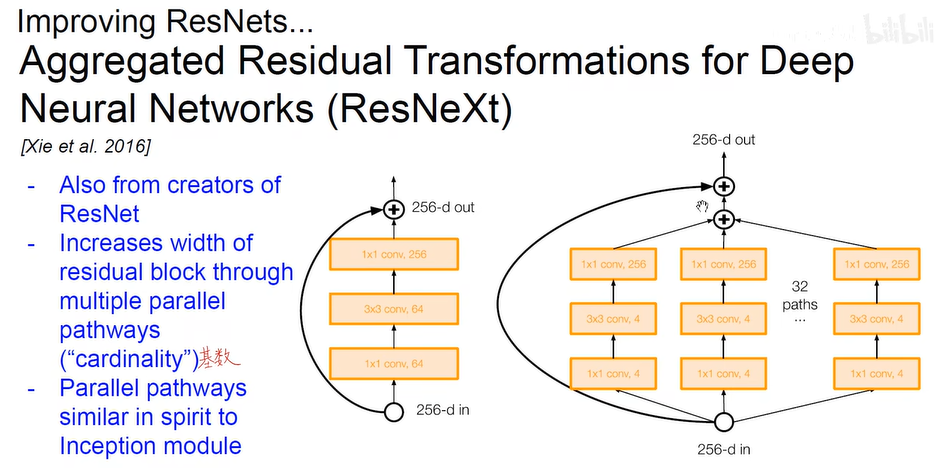 Improving ResNets...
Aggregated Residual Transformations for Deep
Neural Networks (ResNeXt)
[Xie et al. 2016]
- Also from creators of
ResNet
- Increases width of
residual block through
multiple parallel
pathways
(“cardinality”)基数
- Parallel pathways
similar in spirit to
Inception module
256-d out
1x1 conv, 256
3x3 conv, 64
1x1 conv, 64
256-d in
256-d out
1x1 conv, 256
1x1 conv, 256
1x1 conv, 256
32
paths
...
3x3 conv, 4
3x3 conv, 4
3x3 conv, 4
1x1 conv, 4
1x1 conv, 4
1x1 conv, 4
256-d in
bilibili